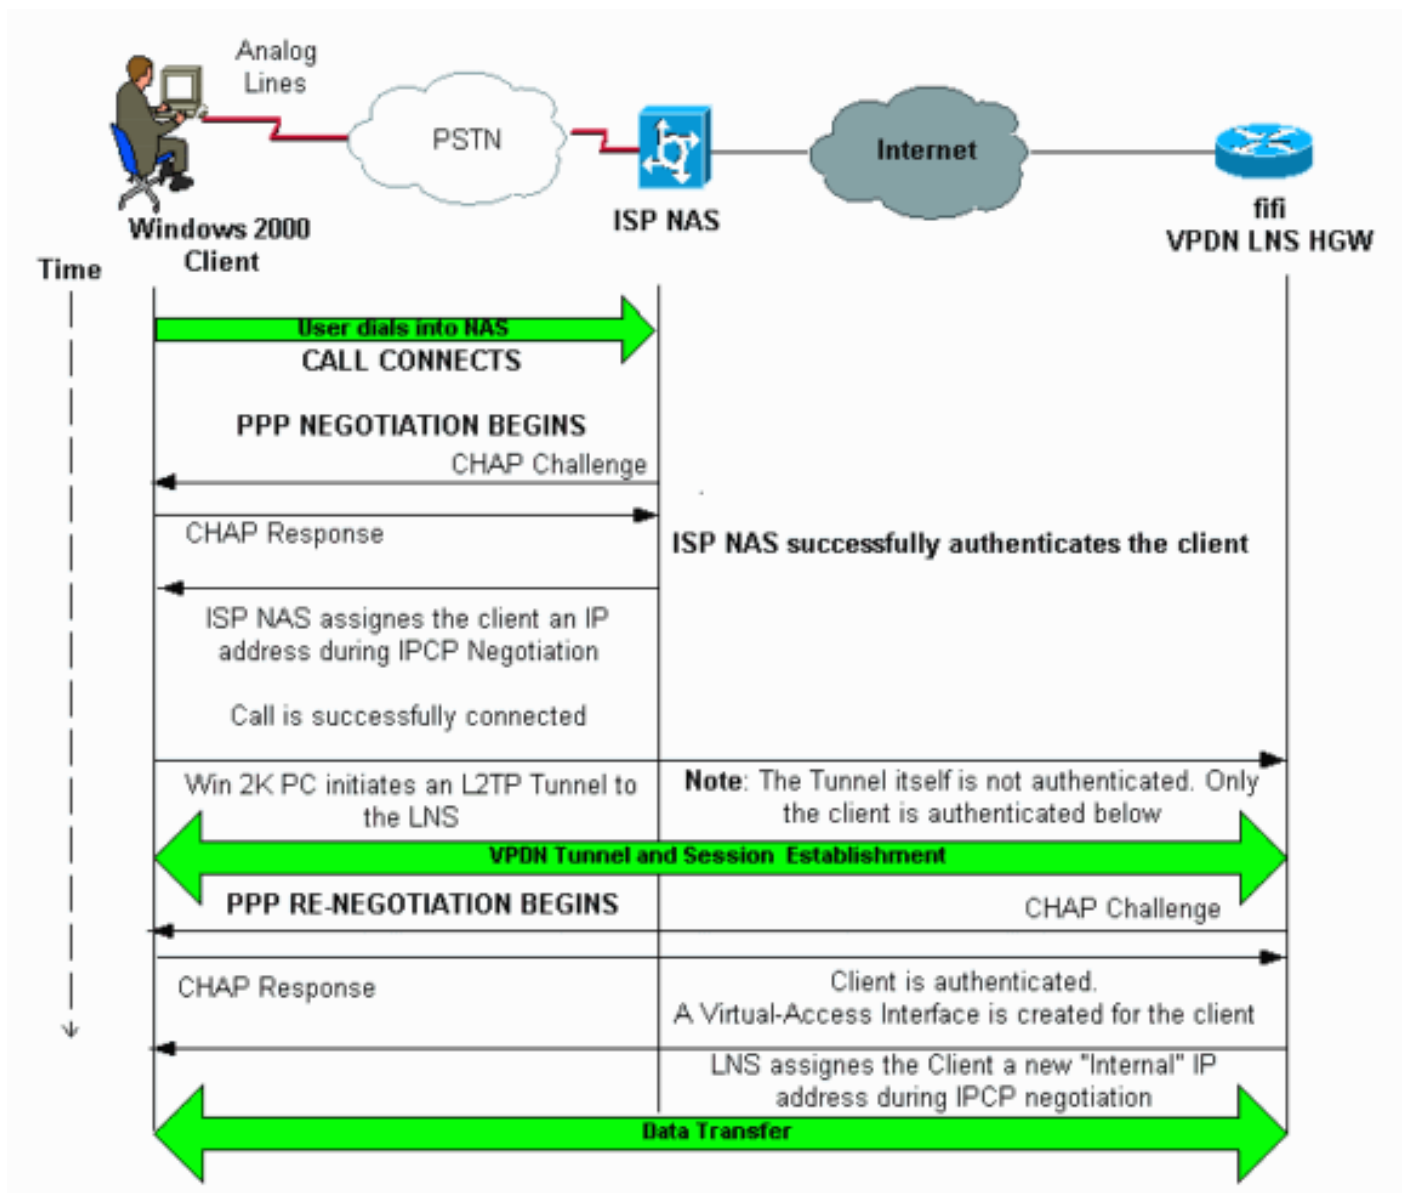 Analog
Lines
PSTN
Internet
ISP NAS
fifi
VPDN LNS HGW
Windows 2000
Client
Time
User dials into NAS
CALL CONNECTS
PPP NEGOTIATION BEGINS
CHAP Challenge
CHAP Response
ISP NAS successfully authenticates the client
ISP NAS assignes the client an IP
address during IPCP Negotiation
Call is successfully connected
Win 2K PC initiates an L2TP Tunnel to
the LNS
Note: The Tunnel itself is not authenticated. Only
the client is authenticated below
VPDN Tunnel and Session Establishment
PPP RE-NEGOTIATION BEGINS
CHAP Challenge
CHAP Response
Client is authenticated.
A Virtual-Access Interface is created for the client
LNS assignes the Client a new "Internal" IP
address during IPCP negotiation
Data Transfer